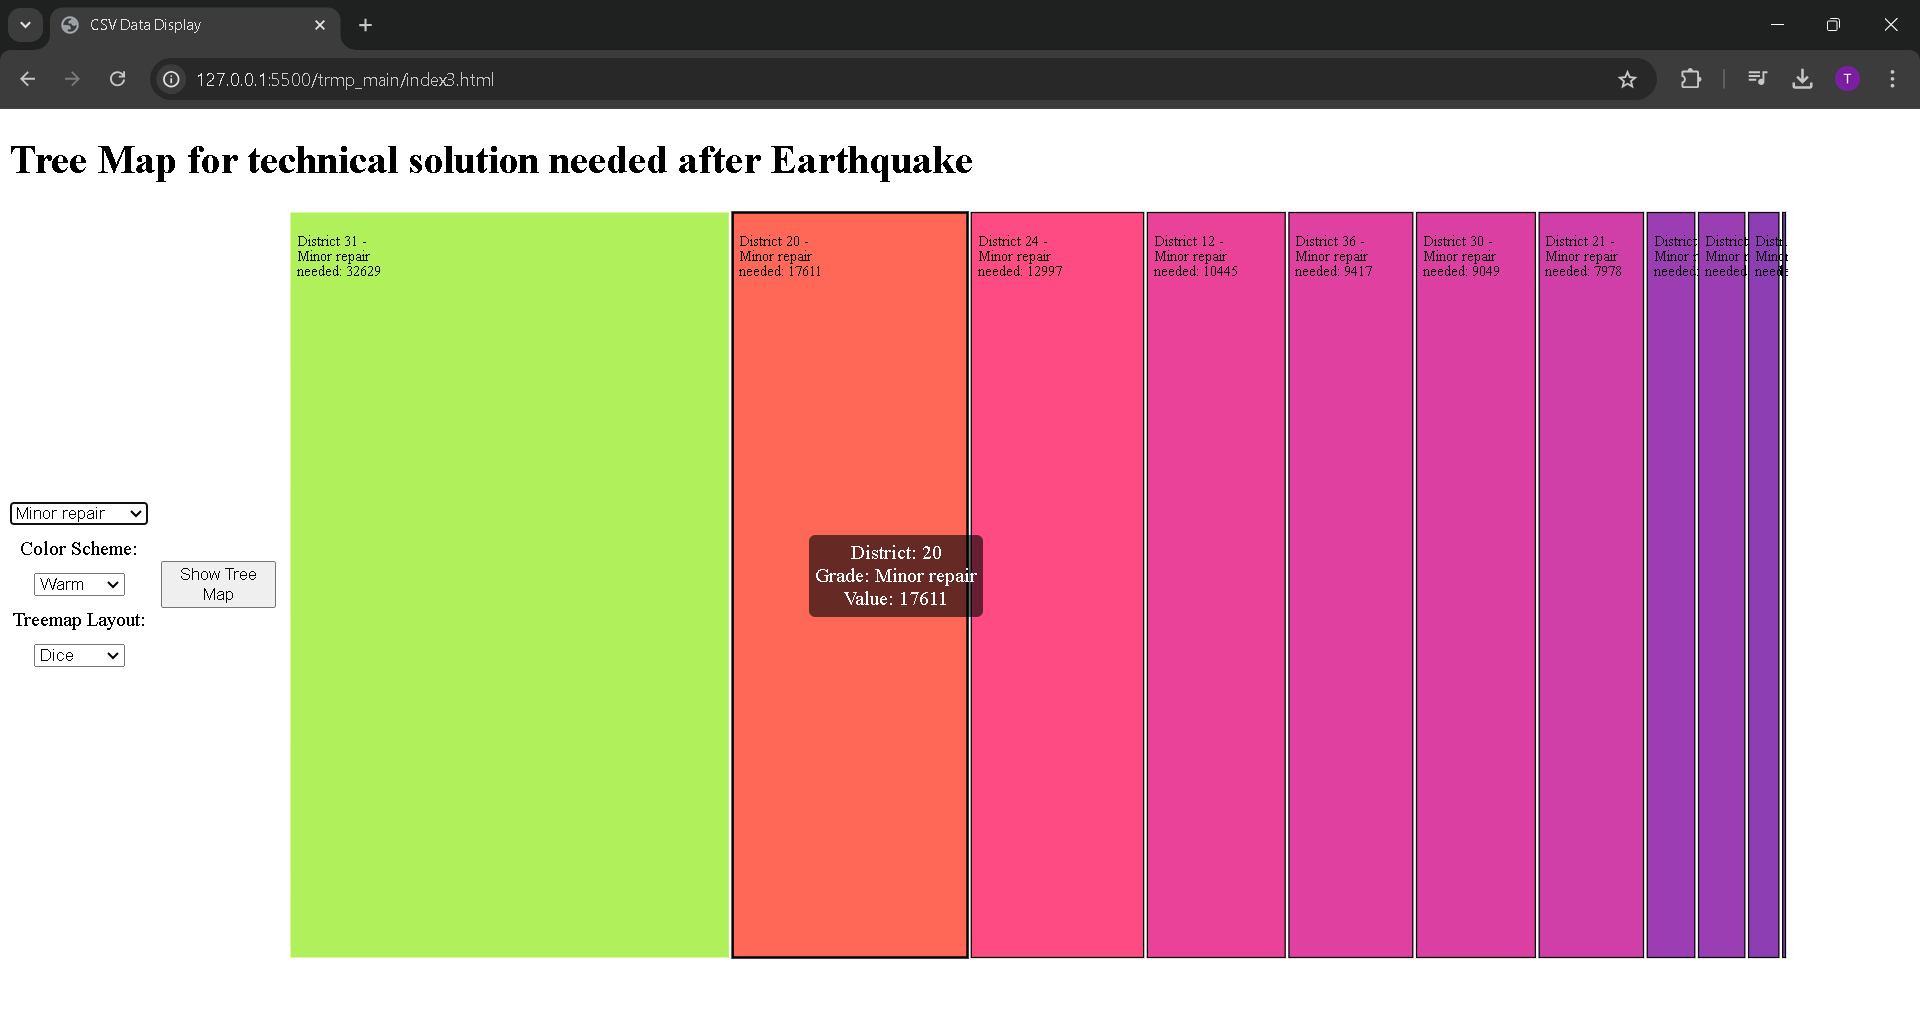 CSV Data Display
127.0.0.1:5500/trmp_main/index3.html
T
Tree Map for technical solution needed after Earthquake
Minor repair
Color Scheme:
Warm
Treemap Layout:
Dice
Show Tree
Map
District 31 -
Minor repair
needed: 32629
District 20 -
Minor repair
needed: 17611
District 24 -
Minor repair
needed: 12997
District 12 -
Minor repair
needed: 10445
District 36 -
Minor repair
needed: 9417
District 30 -
Minor repair
needed: 9049
District 21 -
Minor repair
needed: 7978
District
Minor
needed:
District
Minor
needed
District: 20
Grade: Minor repair
Value: 17611